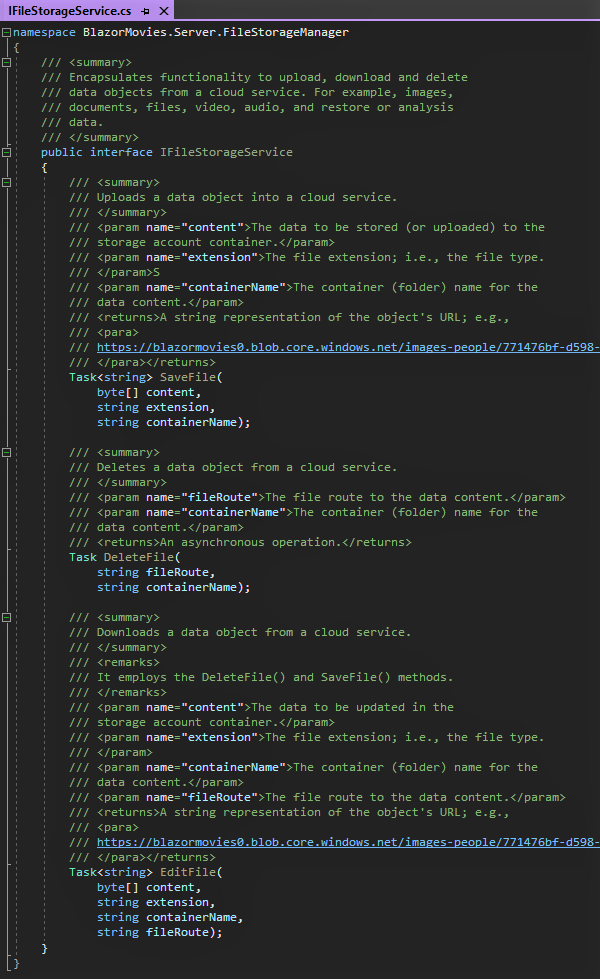 IFileStorageService.cs
namespace BlazorMovies.Server.FileStorageManager
{
/// <summary>
/// Encapsulates functionality to upload, download and delete
/// data objects from a cloud service. For example, images,
/// documents, files, video, audio, and restore or analysis
/// data.
/// </summary>
public interface IFileStorageService
{
/// <summary>
/// Uploads a data object into a cloud service.
/// </summary>
/// <param name="content">The data to be stored (or uploaded) to the
/// storage account container.</param>
/// <param name="extension">The file extension; i.e., the file type.
/// </param>S
/// <param name="containerName">The container (folder) name for the
/// data content.</param>
/// <returns>A string representation of the object's URL; e.g.,
/// <para>
/// https://blazormovies0.blob.core.windows.net/images-people/771476bf-d598-
/// </para></returns>
Task<string> SaveFile(
byte[] content,
string extension,
string containerName);
/// <summary>
/// Deletes a data object from a cloud service.
/// </summary>
/// <param name="fileRoute">The file route to the data content.</param>
/// <param name="containerName">The container (folder) name for the
/// data content.</param>
/// <returns>An asynchronous operation.</returns>
Task DeleteFile(
string fileRoute,
string containerName);
/// <summary>
/// Downloads a data object from a cloud service.
/// </summary>
/// <remarks>
/// It employs the DeleteFile() and SaveFile() methods.
/// </remarks>
/// <param name="content">The data to be updated in the
/// storage account container.</param>
/// <param name="extension">The file extension; i.e., the file type.
/// </param>
/// <param name="containerName">The container (folder) name for the
/// data content.</param>
/// <param name="fileRoute">The file route to the data content.</param>
/// <returns>A string representation of the object's URL; e.g.,
/// <para>
/// https://blazormovies0.blob.core.windows.net/images-people/771476bf-d598-
/// </para></returns>
Task<string> EditFile(
byte[] content,
string extension,
string containerName,
string fileRoute);
}
}